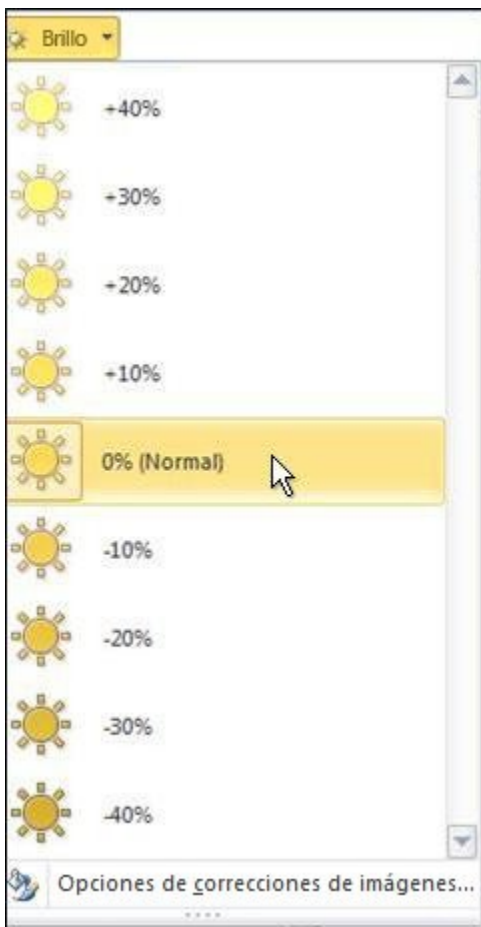 Brillo
+40%
+30%
+20%
+10%
0% (Normal)
-10%
-20%
-30%
-40%
Opciones de correcciones de imágenes...